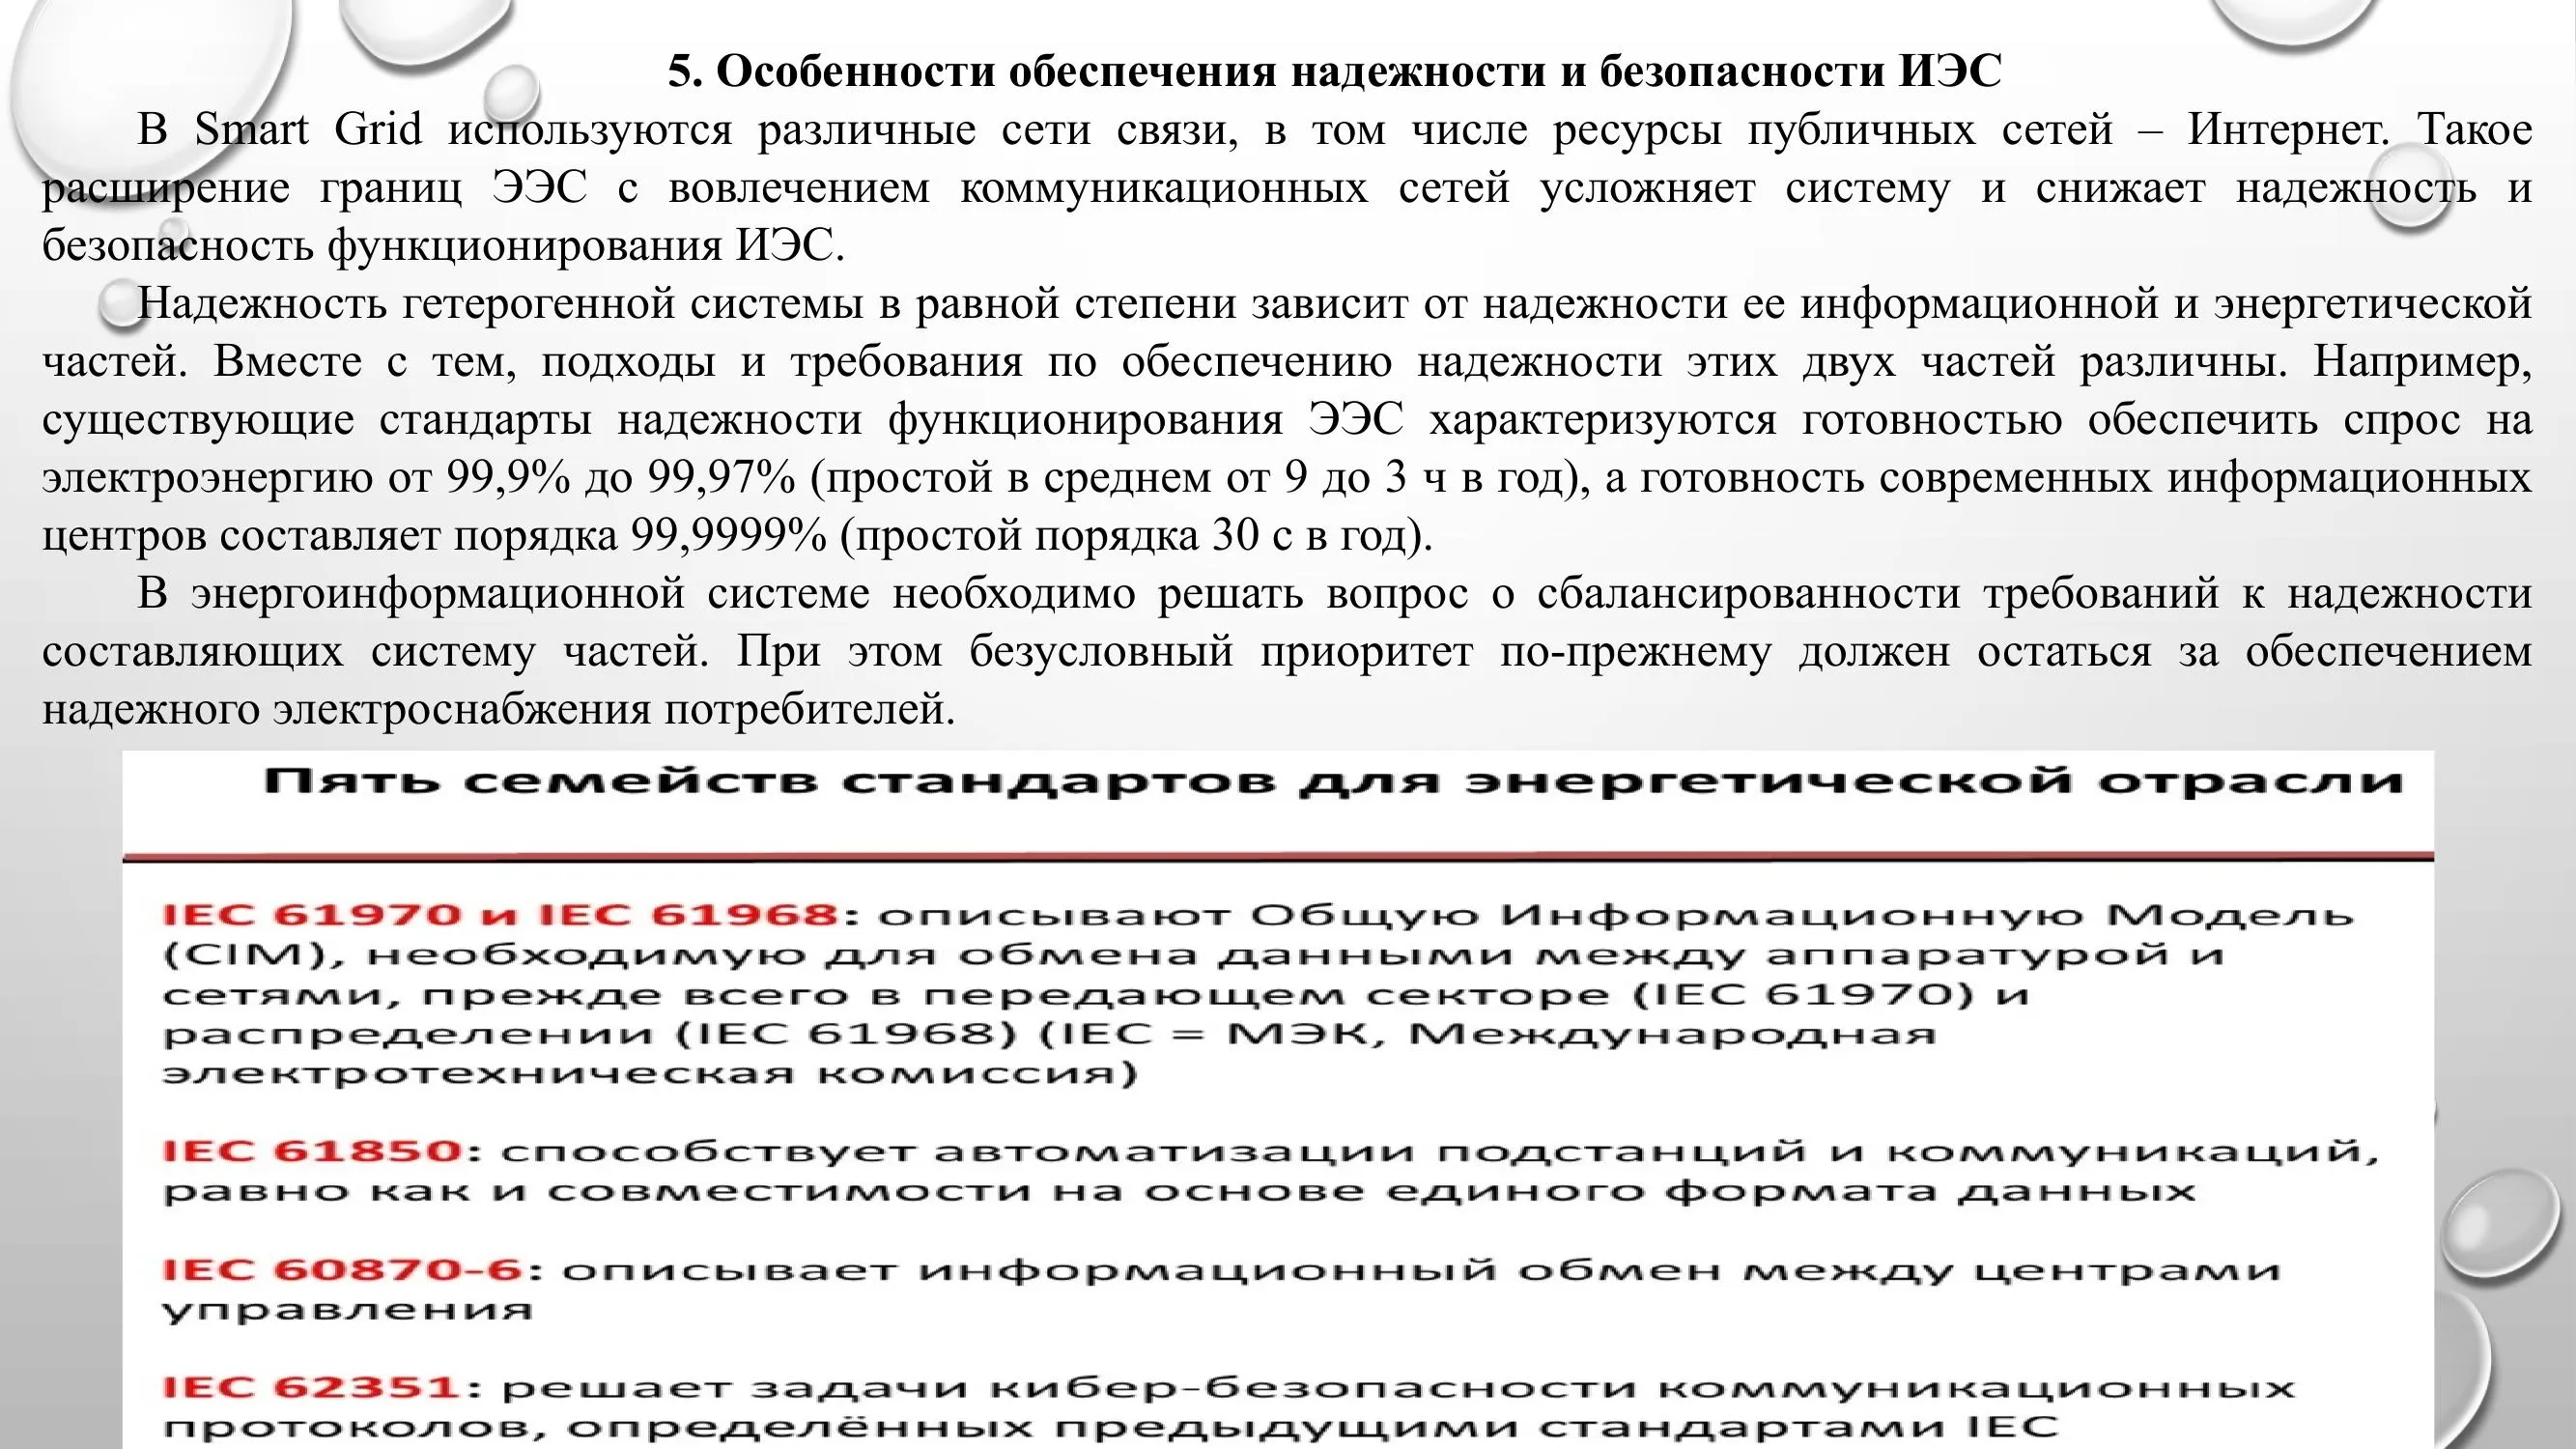 5. Особенности обеспечения надежности и безопасности ИЭС
В Smart Grid используются различные сети связи, в том числе ресурсы публичных сетей – Интернет. Такое
расширение границ ЭЭС с вовлечением коммуникационных сетей усложняет систему и снижает надежность и
безопасность функционирования ИЭС.
Надежность гетерогенной системы в равной степени зависит от надежности ее информационной и энергетической
частей. Вместе с тем, подходы и требования по обеспечению надежности этих двух частей различны. Например,
существующие стандарты надежности функционирования ЭЭС характеризуются готовностью обеспечить спрос на
электроэнергию от 99,9% до 99,97% (простой в среднем от 9 до 3 ч в год), а готовность современных информационных
центров составляет порядка 99,9999% (простой порядка 30 с в год).
В энергоинформационной системе необходимо решать вопрос о сбалансированности требований к надежности
составляющих систему частей. При этом безусловный приоритет по-прежнему должен остаться за обеспечением
надежного электроснабжения потребителей.
Пять семейств стандартов для энергетической отрасли
IEC 61970 и IEC 61968: описывают Общую Информационную Модель
(CIM), необходимую для обмена данными между аппаратурой и
сетями, прежде всего в передающем секторе (IEC 61970) и
распределении (IEC 61968) (IEC = МЭК, Международная
электротехническая комиссия)
IEC 61850: способствует автоматизации подстанций и коммуникаций,
равно как и совместимости на основе единого формата данных
IEC 60870-6: описывает информационный обмен между центрами
управления
IEC 62351: решает задачи кибер-безопасности коммуникационных
протоколов, определённых предыдущими стандартами IEC